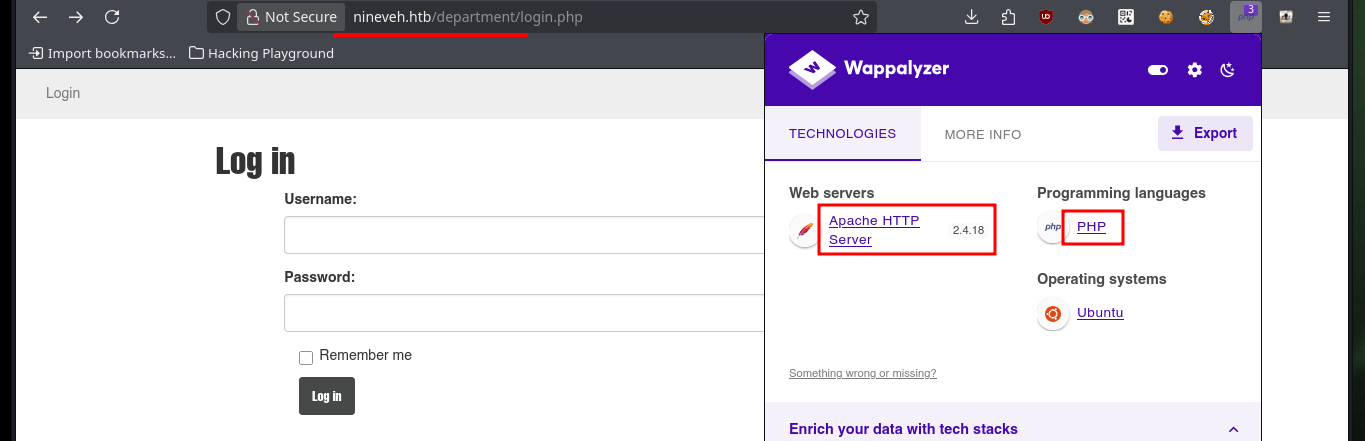 Not Secure nineveh.htb/department/login.php
php 3
Import bookmarks... Hacking Playground
Login
Log in
Username:
Password:
Remember me
Log in
Wappalyzer
TECHNOLOGIES MORE INFO Export
Web servers
Apache HTTP Server 2.4.18
Programming languages
php PHP
Operating systems
Ubuntu
Something wrong or missing?
Enrich your data with tech stacks